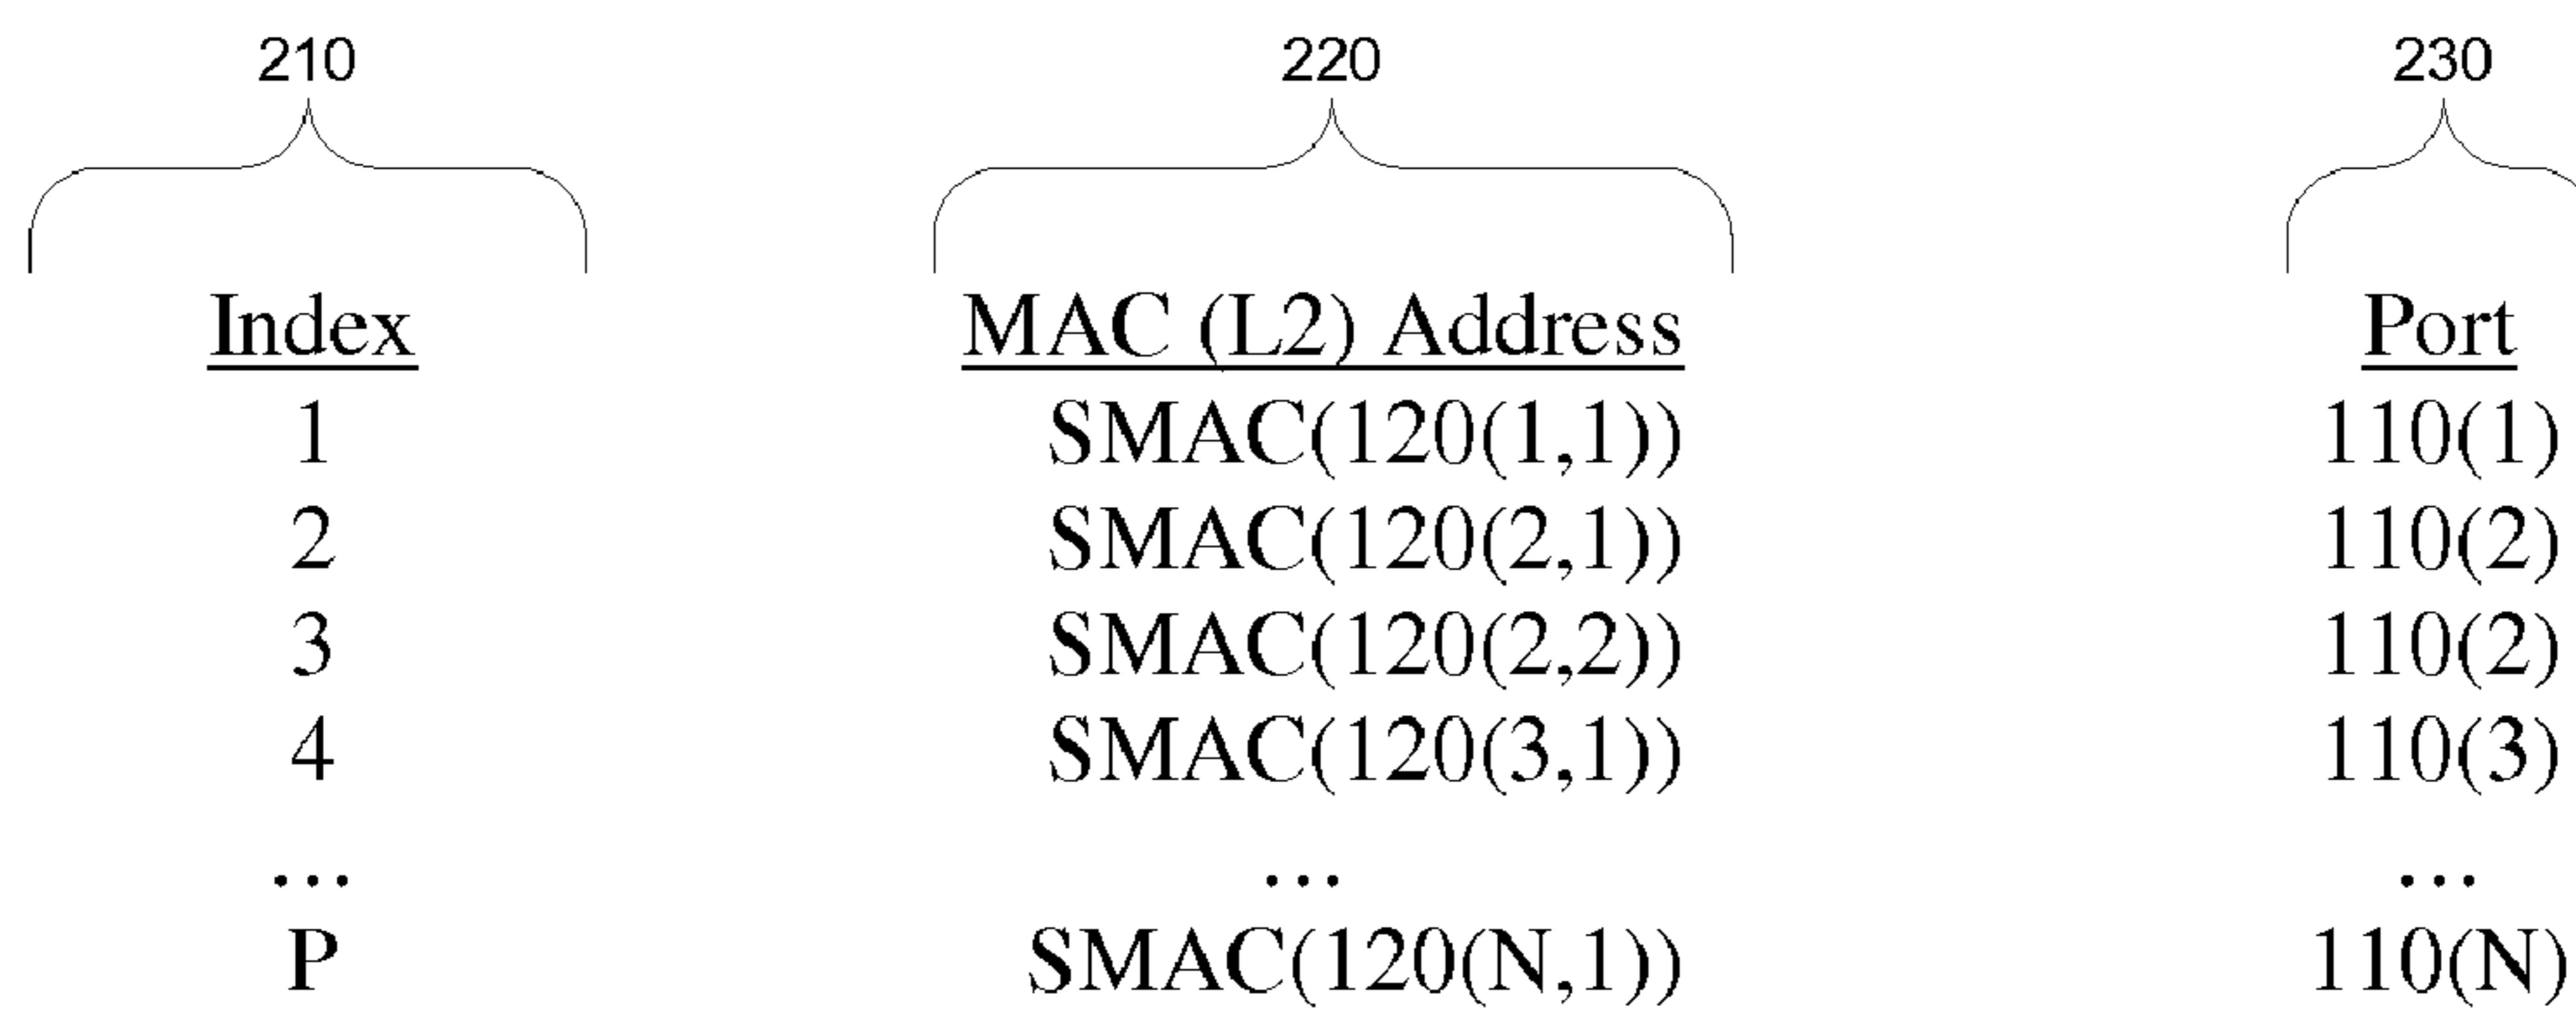 210 220 230
Index MAC (L2) Address Port
1 SMAC(120(1,1)) 110(1)
2 SMAC(120(2,1)) 110(2)
3 SMAC(120(2,2)) 110(2)
4 SMAC(120(3,1)) 110(3)
... ... ...
P SMAC(120(N,1)) 110(N)